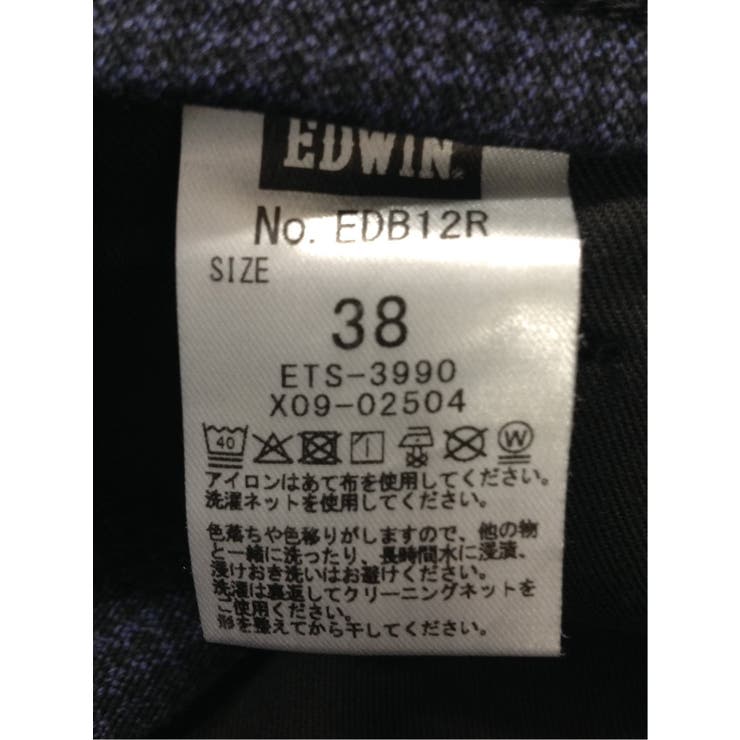 EDWIN®
No. EDB12R
SIZE
38
ETS-3990
X09-02504
40 W
アイロンはあて布を使用してください。
洗濯ネットを使用してください。
色落ちや色移りがしますので、他の物
と一緒に洗ったり、長時間水に浸漬、
浸けおき洗いはお避けください。
洗濯は裏返してクリーニングネットを
ご使用ください。
形を整えてから干してください。